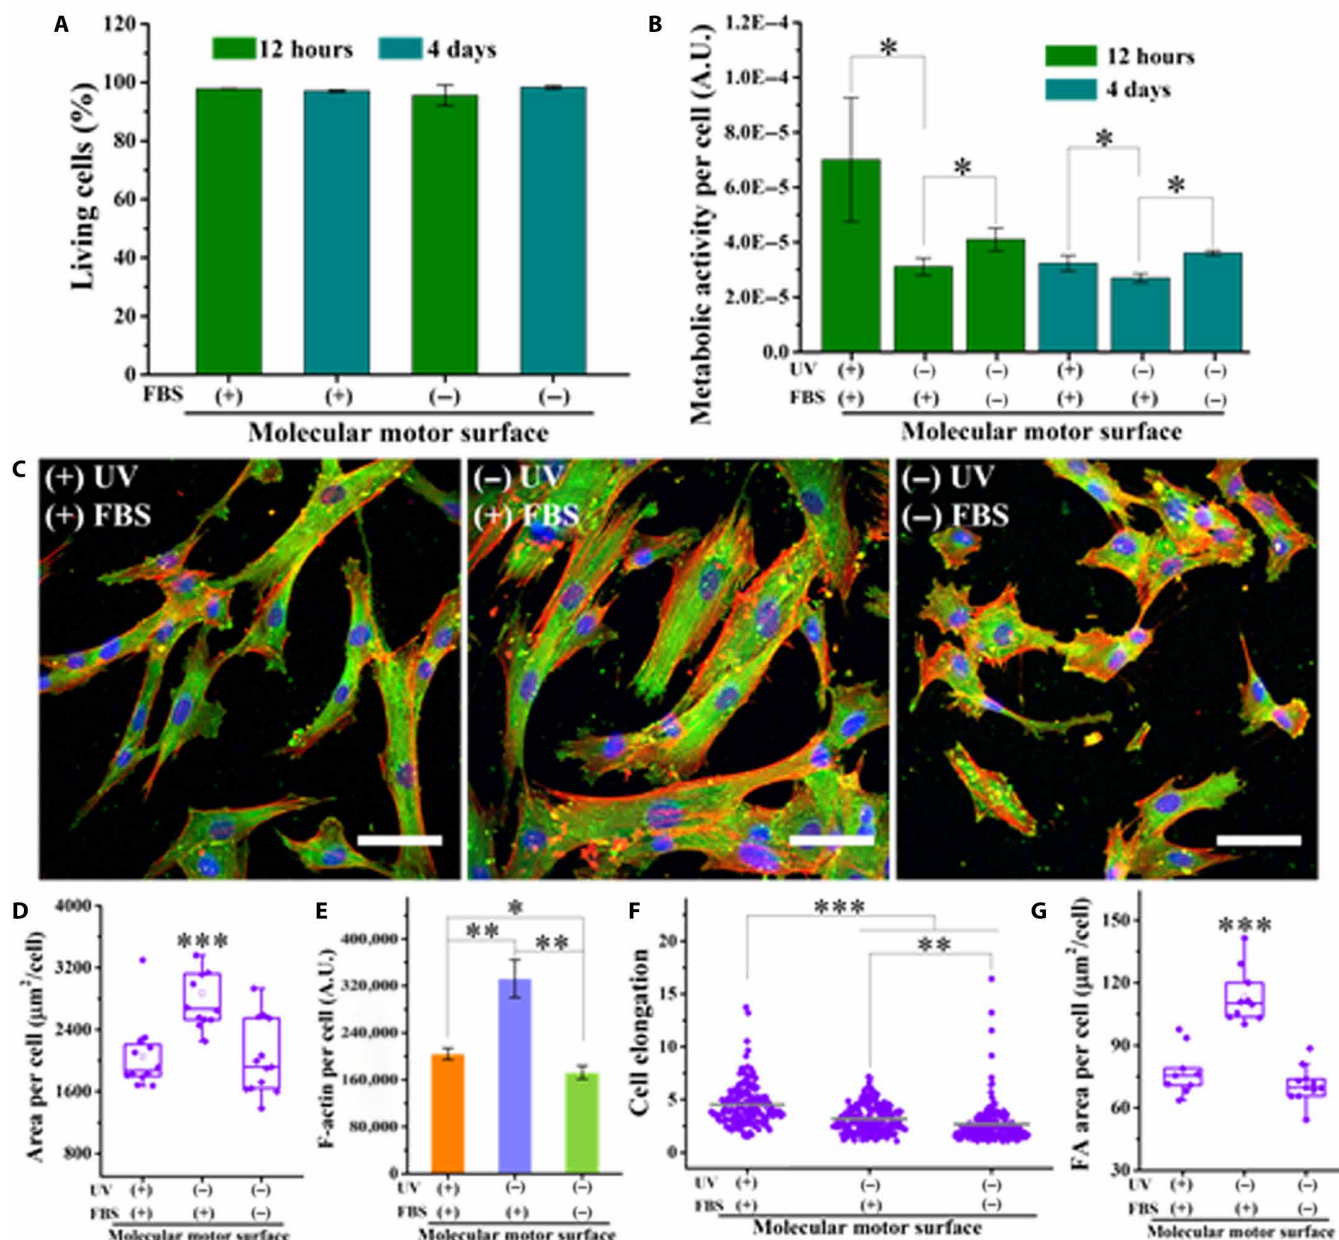 A
120
100
80
60
40
20
0
Living cells (%)
12 hours
4 days
FBS (+) (+) (−) (−)
Molecular motor surface
B
1.2E−4
1.0E−4
8.0E−5
6.0E−5
4.0E−5
2.0E−5
0.0
Metabolic activity per cell (A.U.)
12 hours
4 days
* * * *
UV (+) (−) (−) (+) (−) (−)
FBS (+) (+) (−) (+) (+) (−)
Molecular motor surface
C
(+) UV
(+) FBS
(−) UV
(+) FBS
(−) UV
(−) FBS
D
4000
3200
2400
1600
800
Area per cell (μm²/cell)
***
UV (+) (−) (−)
FBS (+) (+) (−)
Molecular motor surface
E
400,000
320,000
240,000
160,000
80,000
0
F-actin per cell (A.U.)
*
** **
UV (+) (−) (−)
FBS (+) (+) (−)
Molecular motor surface
F
20
15
10
5
0
Cell elongation
***
**
UV (+) (−) (−)
FBS (+) (+) (−)
Molecular motor surface
G
150
120
90
60
30
FA area per cell (μm²/cell)
***
UV (+) (−) (−)
FBS (+) (+) (−)
Molecular motor surface